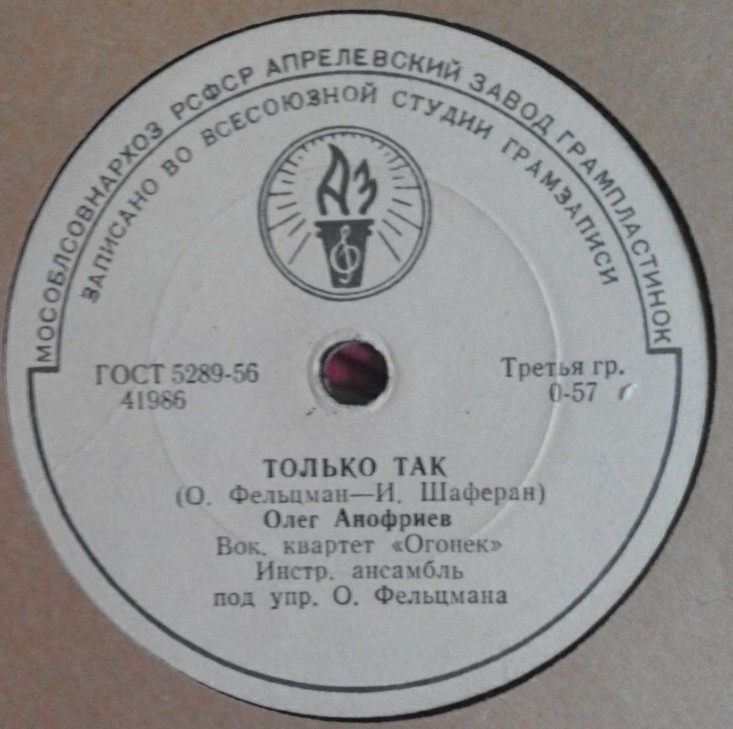 МОСОБЛСОВНАРХОЗ РСФСР АПРЕЛЕВСКИЙ ЗАВОД ГРАМПЛАСТИНОК
ЗАПИСАНО ВО ВСЕСОЮЗНОЙ СТУДИИ ГРАМЗАПИСИ
АЗ
ГОСТ 5289-56
41986
Третья гр.
0-57
ТОЛЬКО ТАК
(О. Фельцман—И. Шаферан)
Олег Анофриев
Вок. квартет «Огонек»
Инстр. ансамбль
под упр. О. Фельцмана